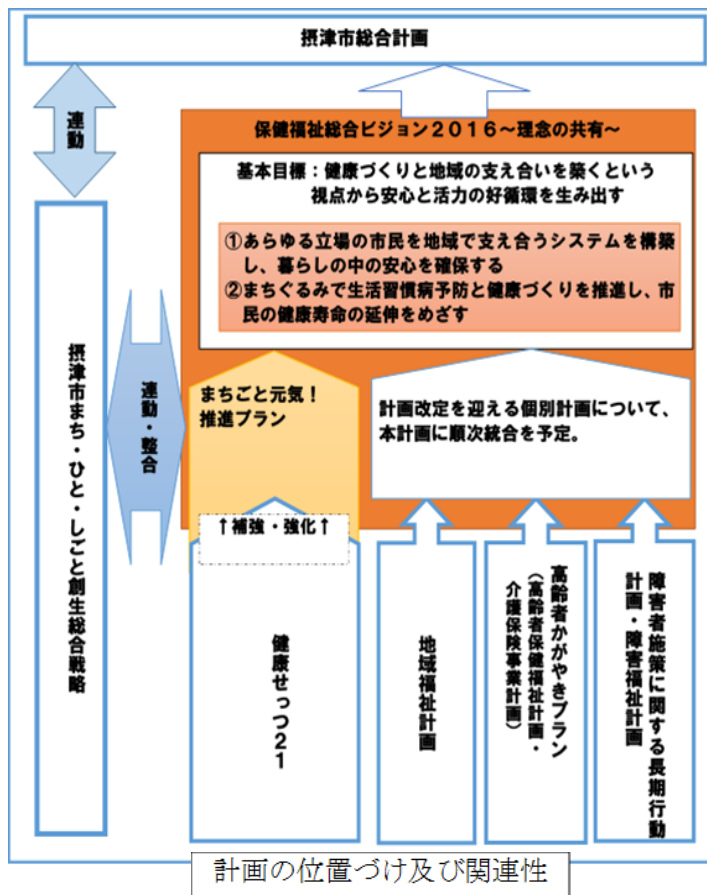 摂津市総合計画
連動
保健福祉総合ビジョン2016~理念の共有~
基本目標:健康づくりと地域の支え合いを築くという
視点から安心と活力の好循環を生み出す
①あらゆる立場の市民を地域で支え合うシステムを構築
し、暮らしの中の安心を確保する
②まちぐるみで生活習慣病予防と健康づくりを推進し、市
民の健康寿命の延伸をめざす
摂津市まち・ひと・しごと創生総合戦略
連動・整合
まちごと元気!
推進プラン
計画改定を迎える個別計画について、
本計画に順次統合を予定。
↑補強・強化↑
健康せっつ21
地域福祉計画
高齢者かがやきプラン
(高齢者保健福祉計画・
介護保険事業計画)
障害者施策に関する長期行動
計画・障害福祉計画
計画の位置づけ及び関連性